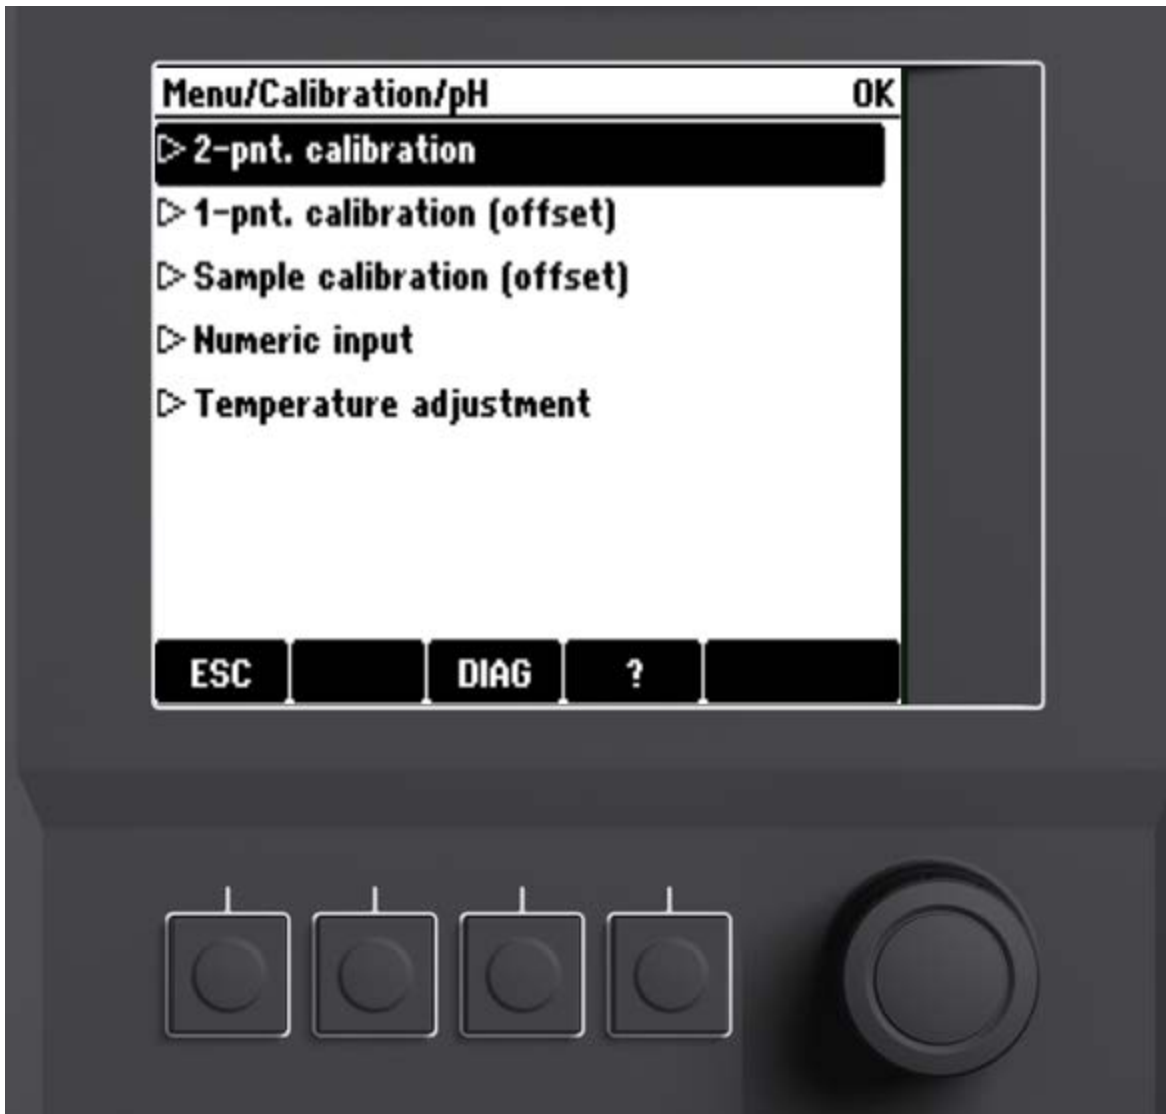 Menu/Calibration/pH OK
2-pnt. calibration
1-pnt. calibration (offset)
Sample calibration (offset)
Numeric input
Temperature adjustment
ESC DIAG ?